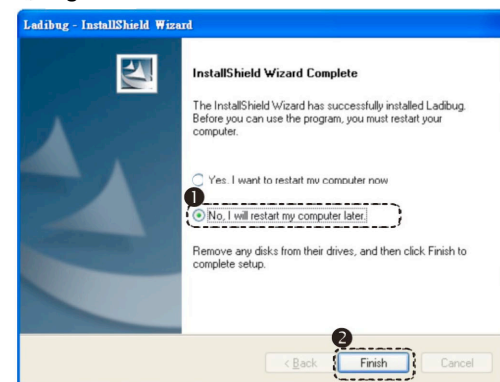 Ladibug - InstallShield Wizard
InstallShield Wizard Complete
The InstallShield Wizard has successfully installed Ladibug.
Before you can use the program, you must restart your
computer.
Yes, I want to restart my computer now
❶
No, I will restart my computer later.
Remove any disks from their drives, and then click Finish to
complete setup.
❷
< Back Finish Cancel